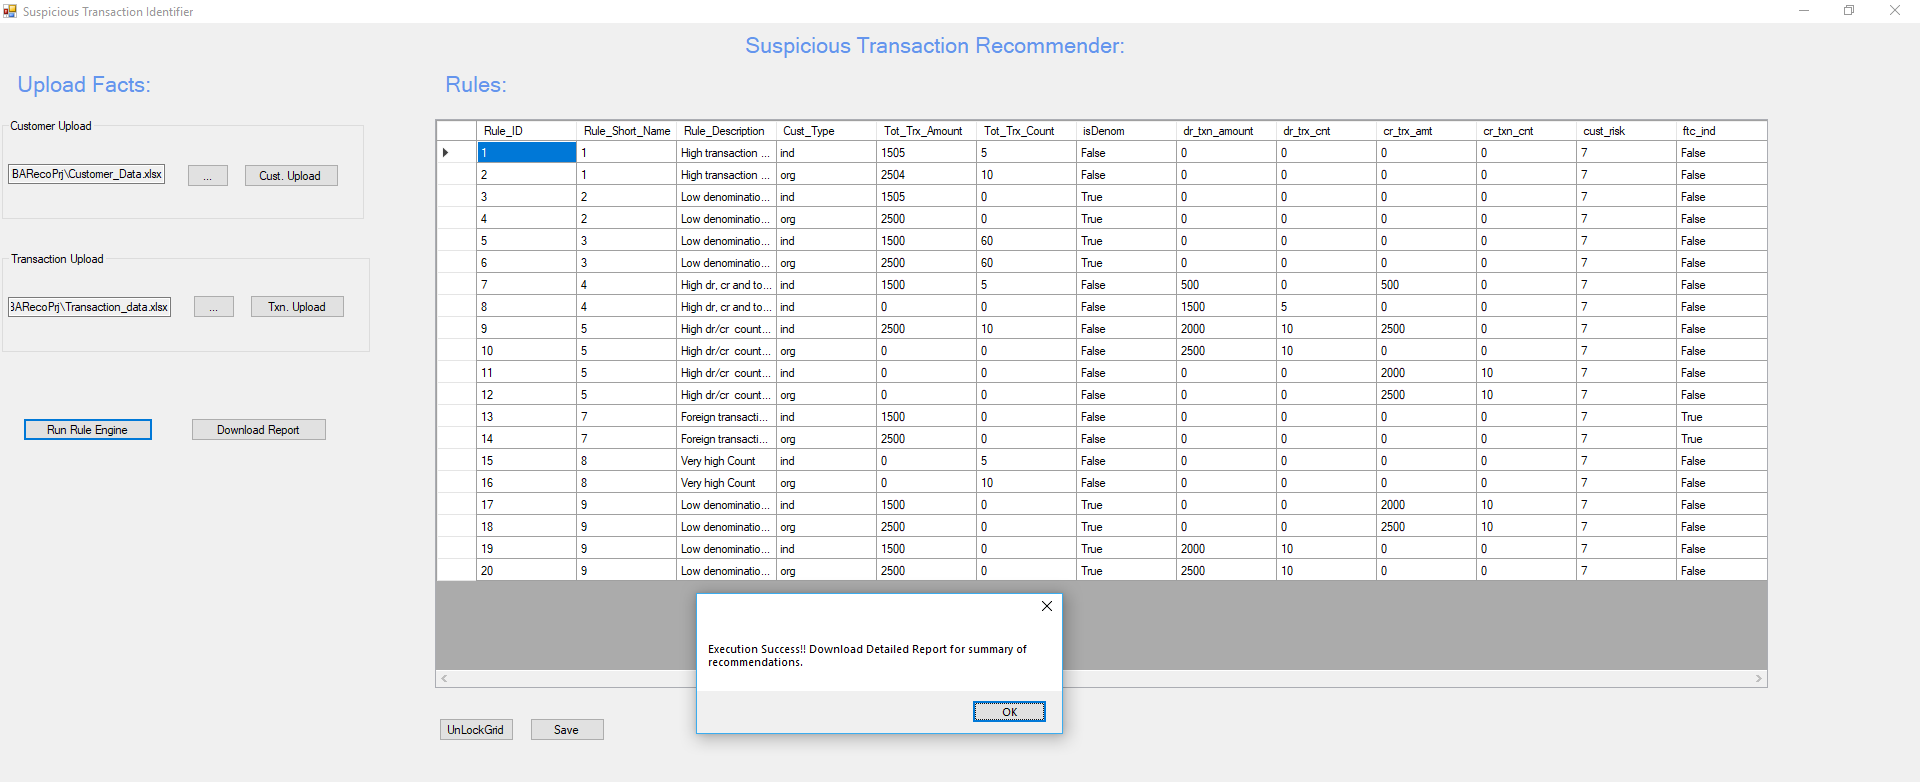 Suspicious Transaction Identifier
Suspicious Transaction Recommender:
Upload Facts:
Rules:
Customer Upload
BARecoPrj\Customer_Data.xlsx ... Cust. Upload
Transaction Upload
BARecoPrj\Transaction_data.xlsx ... Txn. Upload
Run Rule Engine Download Report
Rule_ID Rule_Short_Name Rule_Description Cust_Type Tot_Trx_Amount Tot_Trx_Count isDenom dr_txn_amount dr_trx_cnt cr_trx_amt cr_txn_cnt cust_risk ftc_ind
1 1 High transaction ... ind 1505 5 False 0 0 0 0 7 False
2 1 High transaction ... org 2504 10 False 0 0 0 0 7 False
3 2 Low denominatio... ind 1505 0 True 0 0 0 0 7 False
4 2 Low denominatio... org 2500 0 True 0 0 0 0 7 False
5 3 Low denominatio... ind 1500 60 True 0 0 0 0 7 False
6 3 Low denominatio... org 2500 60 True 0 0 0 0 7 False
7 4 High dr, cr and to... ind 1500 5 False 500 0 500 0 7 False
8 4 High dr, cr and to... ind 0 0 False 1500 5 0 0 7 False
9 5 High dr/cr count... ind 2500 10 False 2000 10 2500 0 7 False
10 5 High dr/cr count... org 0 0 False 2500 10 0 0 7 False
11 5 High dr/cr count... ind 0 0 False 0 0 2000 10 7 False
12 5 High dr/cr count... org 0 0 False 0 0 2500 10 7 False
13 7 Foreign transacti... ind 1500 0 False 0 0 0 0 7 True
14 7 Foreign transacti... org 2500 0 False 0 0 0 0 7 True
15 8 Very high Count ind 0 5 False 0 0 0 0 7 False
16 8 Very high Count org 0 10 False 0 0 0 0 7 False
17 9 Low denominatio... ind 1500 0 True 0 0 2000 10 7 False
18 9 Low denominatio... org 2500 0 True 0 0 2500 10 7 False
19 9 Low denominatio... ind 1500 0 True 2000 10 0 0 7 False
20 9 Low denominatio... org 2500 0 True 2500 10 0 0 7 False
Execution Success!! Download Detailed Report for summary of
recommendations.
OK
UnLockGrid Save